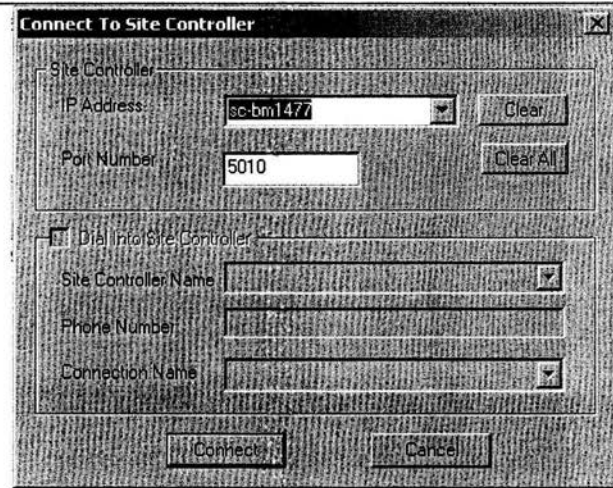 Connect To Site Controller
Site Controller
IP Address sc-bm1477 Clear
Port Number 5010 Clear All
Dial Into Site Controller
Site Controller Name
Phone Number
Connection Name
Connect Cancel